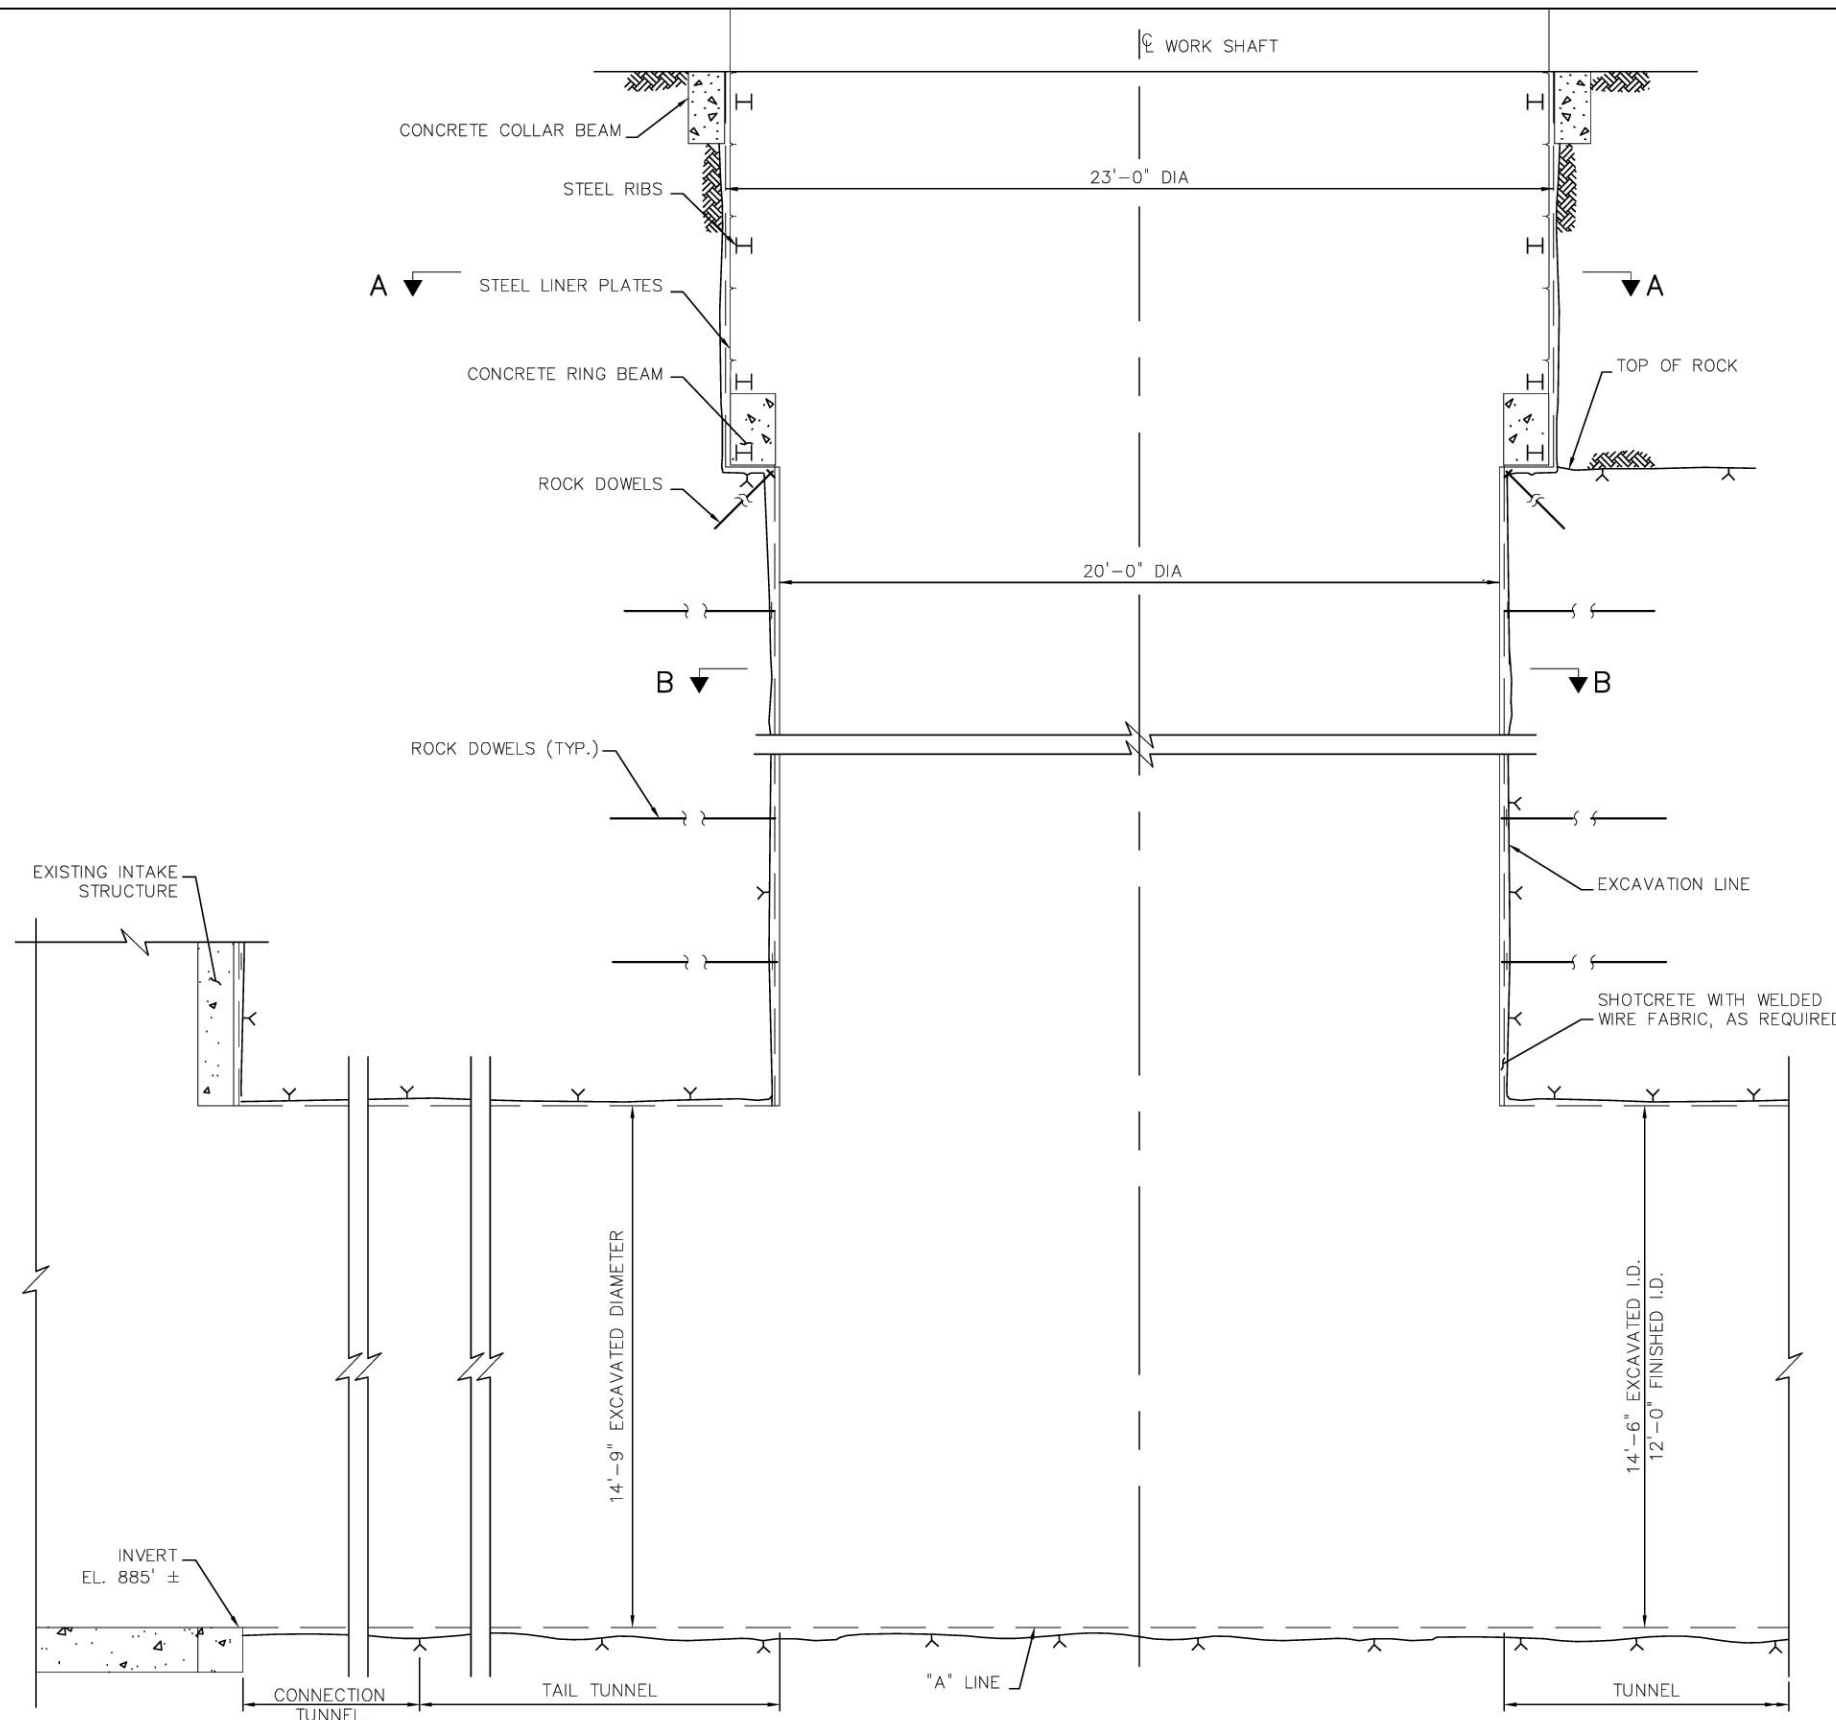 ℄ WORK SHAFT
CONCRETE COLLAR BEAM
23'-0" DIA
STEEL RIBS
A
STEEL LINER PLATES
A
TOP OF ROCK
CONCRETE RING BEAM
ROCK DOWELS
20'-0" DIA
B
B
ROCK DOWELS (TYP.)
EXISTING INTAKE
STRUCTURE
EXCAVATION LINE
SHOTCRETE WITH WELDED
WIRE FABRIC, AS REQUIRED
14'-9" EXCAVATED DIAMETER
14'-6" EXCAVATED I.D.
12'-0" FINISHED I.D.
INVERT
EL. 885' ±
"A" LINE
CONNECTION
TUNNEL
TAIL TUNNEL
TUNNEL